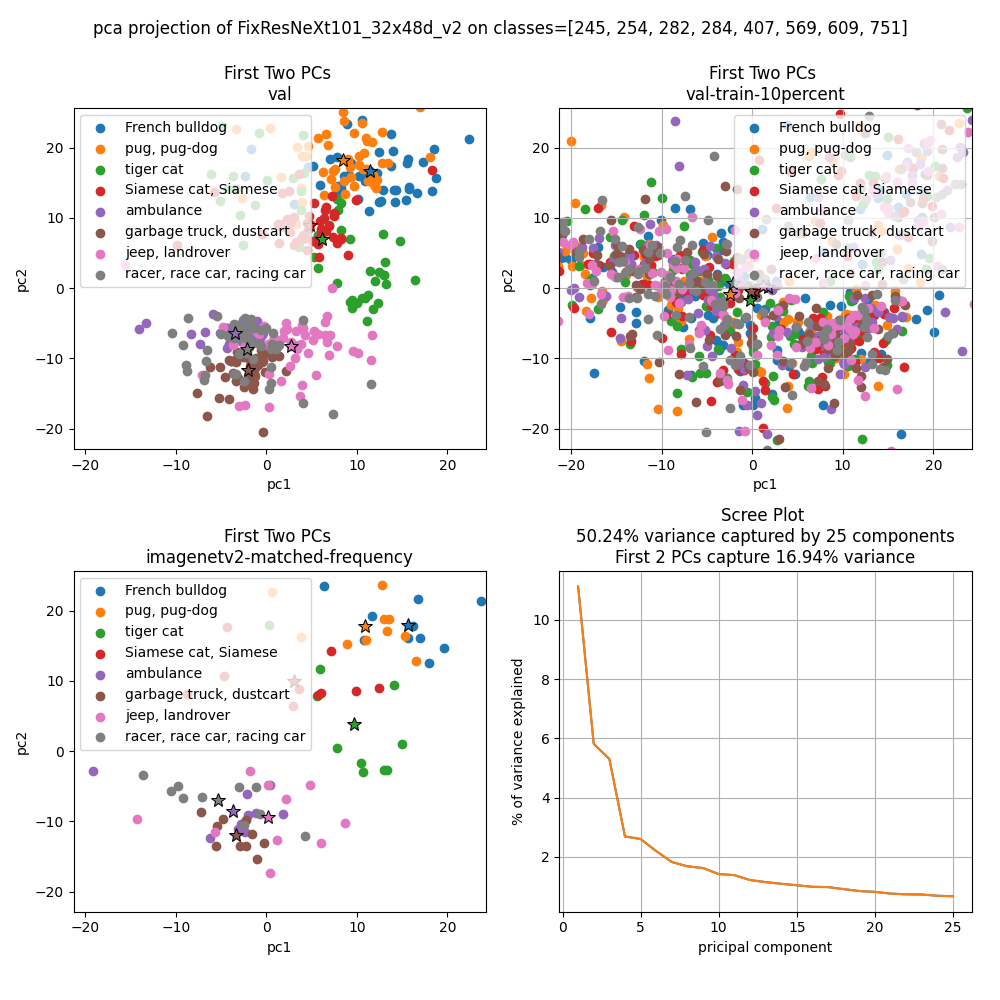 pca projection of FixResNeXt101_32x48d_v2 on classes=[245, 254, 282, 284, 407, 569, 609, 751]
First Two PCs
val
French bulldog
pug, pug-dog
tiger cat
Siamese cat, Siamese
ambulance
garbage truck, dustcart
jeep, landrover
racer, race car, racing car
pc2
20
10
0
−10
−20
−20 −10 0 10 20
pc1
First Two PCs
val-train-10percent
French bulldog
pug, pug-dog
tiger cat
Siamese cat, Siamese
ambulance
garbage truck, dustcart
jeep, landrover
racer, race car, racing car
pc2
20
10
0
−10
−20
−20 −10 0 10 20
pc1
First Two PCs
imagenetv2-matched-frequency
French bulldog
pug, pug-dog
tiger cat
Siamese cat, Siamese
ambulance
garbage truck, dustcart
jeep, landrover
racer, race car, racing car
pc2
20
10
0
−10
−20
−20 −10 0 10 20
pc1
Scree Plot
50.24% variance captured by 25 components
First 2 PCs capture 16.94% variance
% of variance explained
10
8
6
4
2
0 5 10 15 20 25
pricipal component